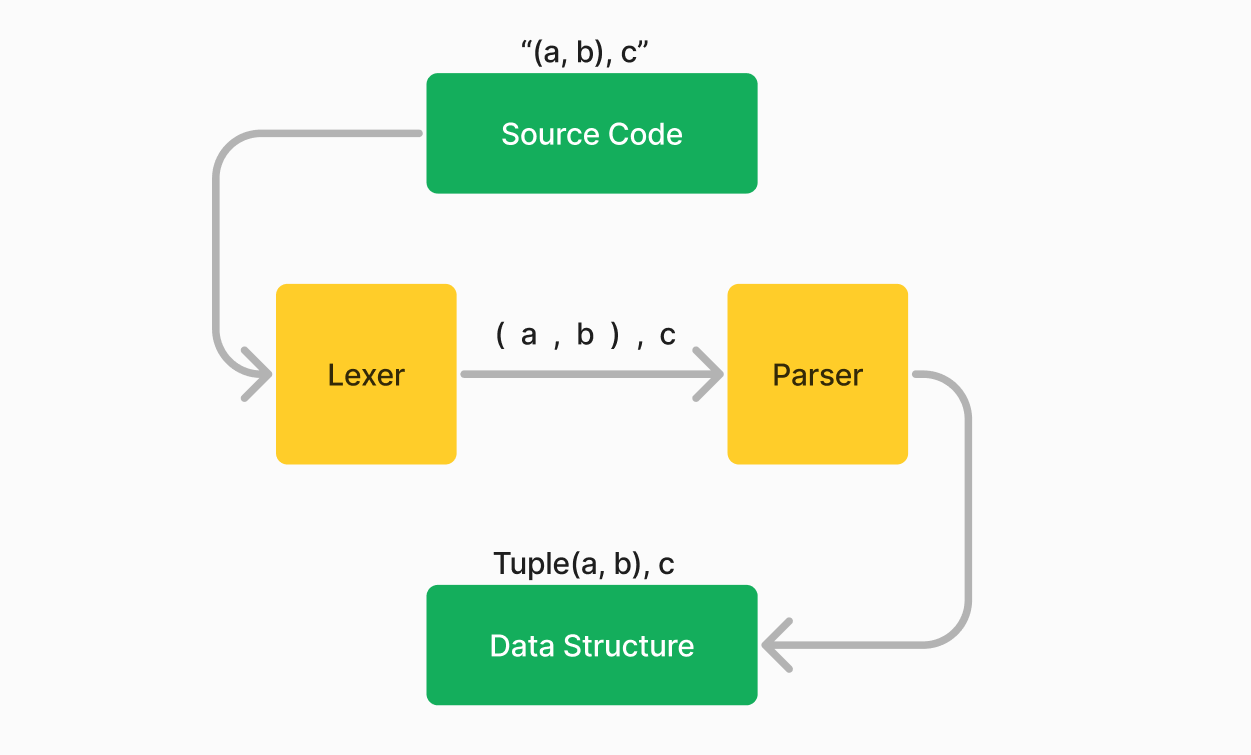 “(a, b), c”
Source Code
( a , b ) , c
Lexer
Parser
Tuple(a, b), c
Data Structure